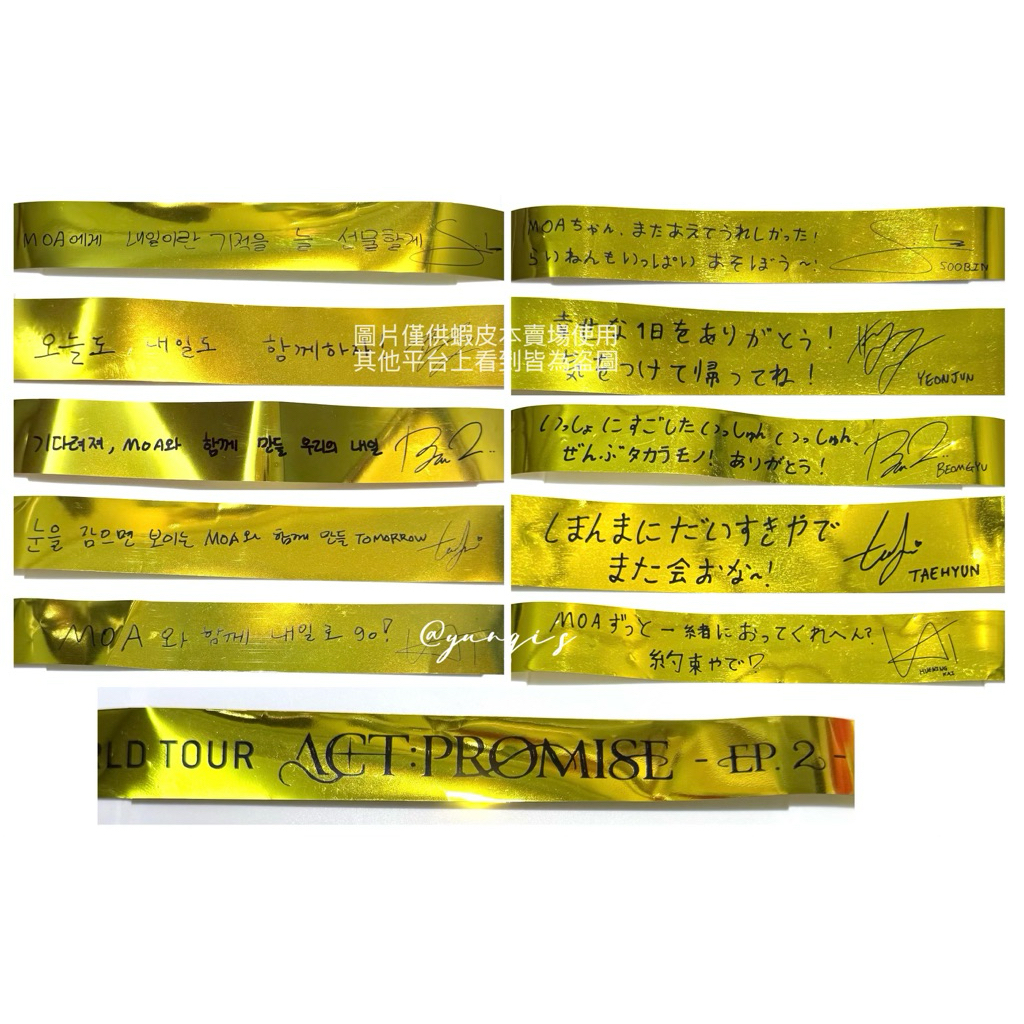 MOA에게 내일이란 기적을 늘 선물할게
오늘도 내일도 함께하자
기다려져, MOA와 함께 만들 우리의 내일
눈을 감으면 보이는 MOA와 함께 만들 TOMORROW
MOA와 함께 내일로 go!
MOAちゃん、またあえてうれしかった!
らいねんもいっぱい あそぼう〜!
SOOBIN
圖片僅供蝦皮本賣場使用
其他平台上看到皆為盜圖
な1日をありがとう!
気をつけて帰ってね!
YEONJUN
いっしょにすごした いっしゅん いっしゅん、
ぜんぶタカラモノ! ありがとう!
BEOMGYU
ほんまにだいすきやで
また会おな〜!
TAEHYUN
MOAずっと一緒におってくれへん?
約束やで♡
HUENING KAI
@yunqi's
RLD TOUR ACT:PROMISE - EP. 2 -